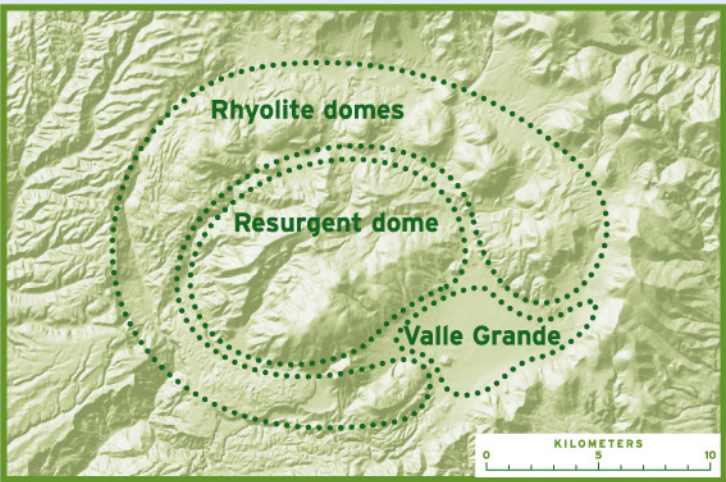 Rhyolite domes
Resurgent dome
Valle Grande
KILOMETERS
0 5 10